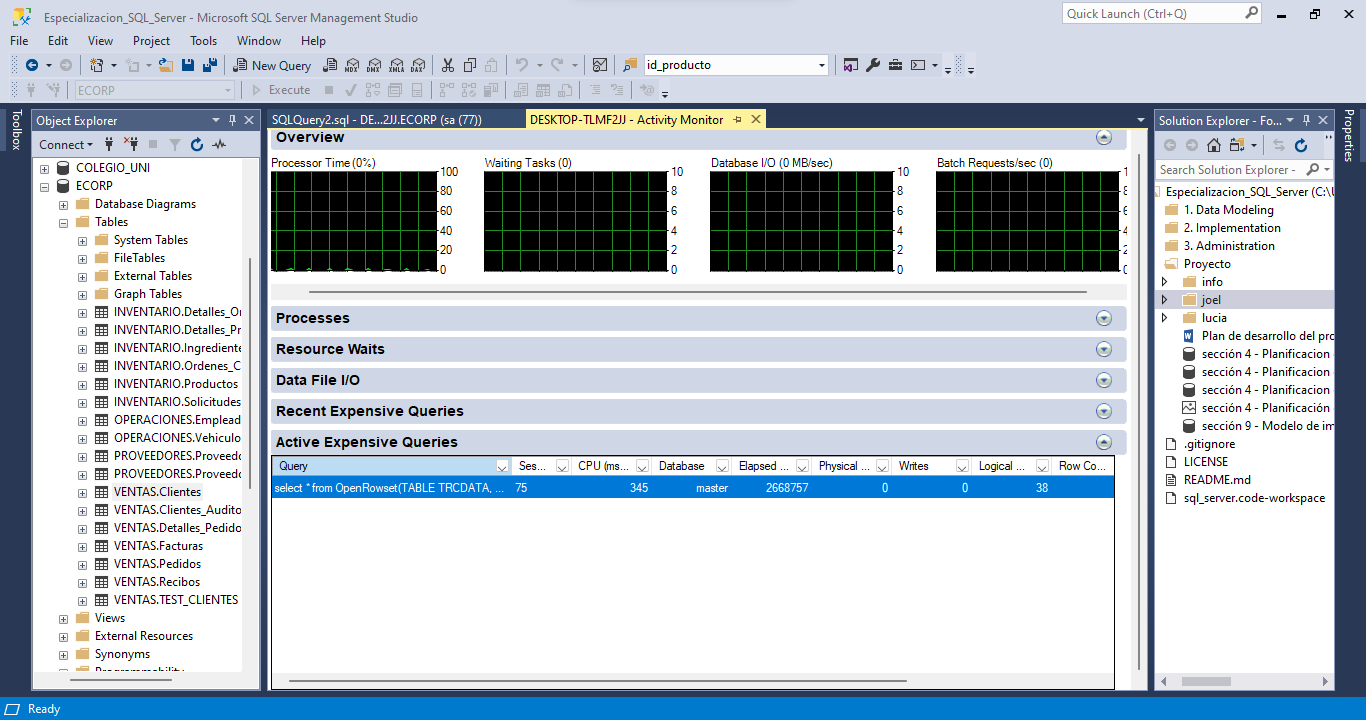 Especializacion_SQL_Server - Microsoft SQL Server Management Studio
Quick Launch (Ctrl+Q)
File Edit View Project Tools Window Help
New Query MDX DMX XMLA DAX id_producto
ECORP Execute
Toolbox
Object Explorer
Connect
COLEGIO_UNI
ECORP
Database Diagrams
Tables
System Tables
FileTables
External Tables
Graph Tables
INVENTARIO.Detalles_Or
INVENTARIO.Detalles_Pr
INVENTARIO.Ingrediente
INVENTARIO.Ordenes_C
INVENTARIO.Productos
INVENTARIO.Solicitudes
OPERACIONES.Emplead
OPERACIONES.Vehiculo
PROVEEDORES.Proveedo
PROVEEDORES.Proveedo
VENTAS.Clientes
VENTAS.Clientes_Audito
VENTAS.Detalles_Pedido
VENTAS.Facturas
VENTAS.Pedidos
VENTAS.Recibos
VENTAS.TEST_CLIENTES
Views
External Resources
Synonyms
Programmability
SQLQuery2.sql - DE...2JJ.ECORP (sa (77))
DESKTOP-TLMF2JJ - Activity Monitor
Overview
Processor Time (0%)
100
80
60
40
20
0
Waiting Tasks (0)
10
8
6
4
2
0
Database I/O (0 MB/sec)
10
8
6
4
2
0
Batch Requests/sec (0)
Processes
Resource Waits
Data File I/O
Recent Expensive Queries
Active Expensive Queries
Query Ses... CPU (ms... Database Elapsed ... Physical ... Writes Logical ... Row Co...
select * from OpenRowset(TABLE TRCDATA, ... 75 345 master 2668757 0 0 38
Solution Explorer - Fo...
Search Solution Explorer -
Especializacion_SQL_Server (C:\U
1. Data Modeling
2. Implementation
3. Administration
Proyecto
info
joel
lucia
Plan de desarrollo del pro
sección 4 - Planificacion
sección 4 - Planificacion
sección 4 - Planificacion
sección 4 - Planificación
sección 9 - Modelo de im
.gitignore
LICENSE
README.md
sql_server.code-workspace
Properties
Ready